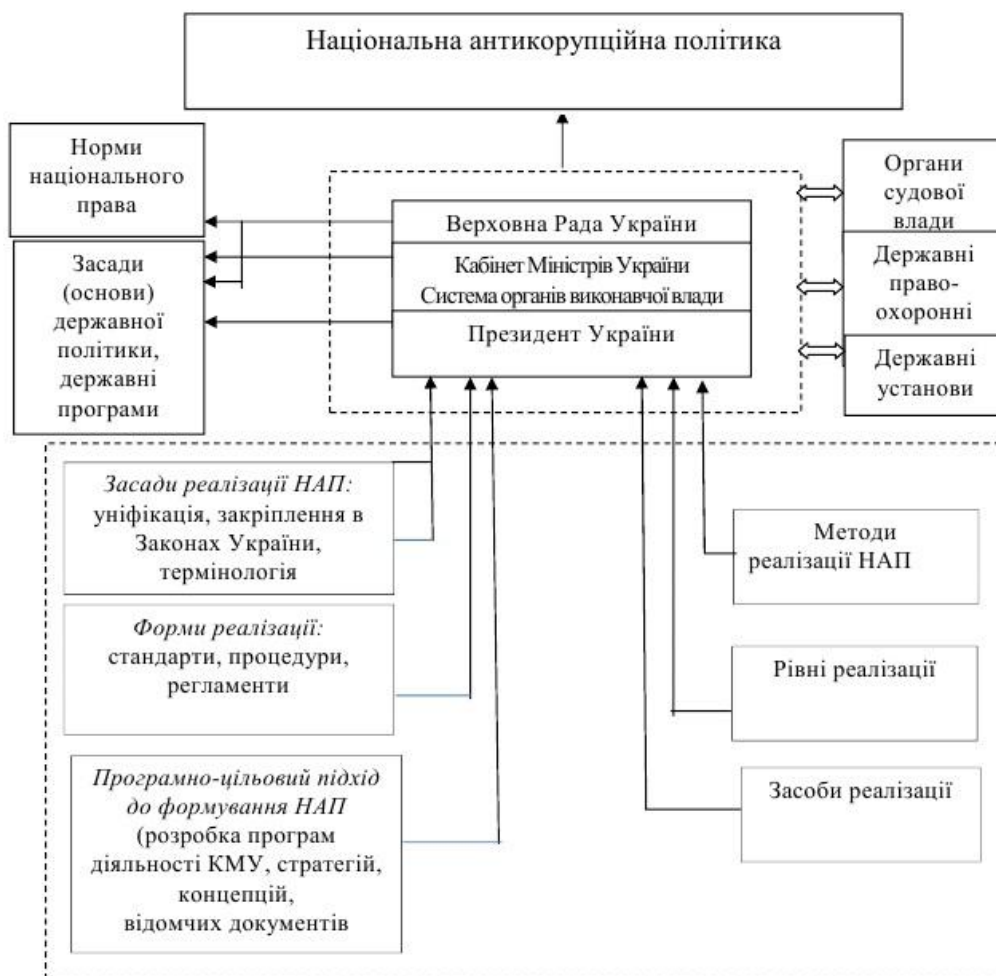 Національна антикорупційна політика
Норми
національного
права
Засади
(основи)
державної
політики,
державні
програми
Верховна Рада України
Кабінет Міністрів України
Система органів виконавчої влади
Президент України
Органи
судової
влади
Державні
право-
охоронні
Державні
установи
Засади реалізації НАП:
уніфікація, закріплення в
Законах України,
термінологія
Форми реалізації:
стандарти, процедури,
регламенти
Програмно-цільовий підхід
до формування НАП
(розробка програм
діяльності КМУ, стратегій,
концепцій,
відомчих документів
Методи
реалізації НАП
Рівні реалізації
Засоби реалізації